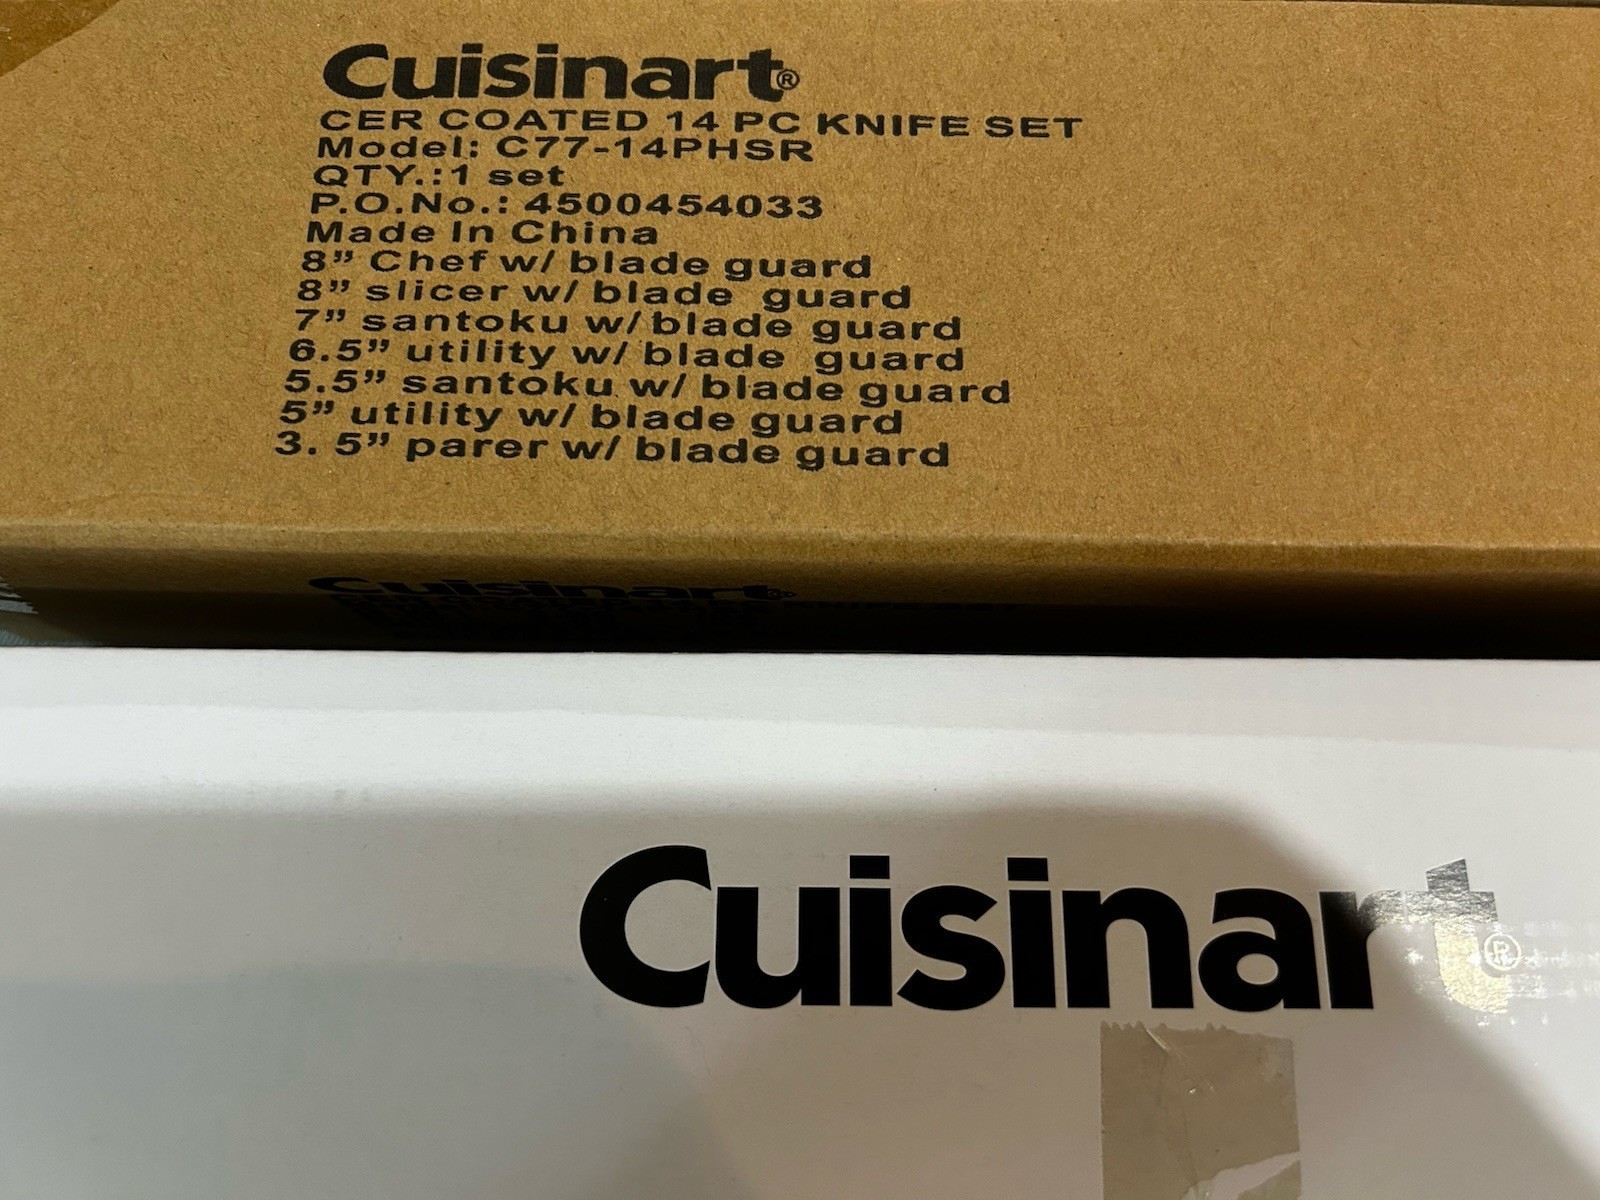 Cuisinart®
CER COATED 14 PC KNIFE SET
Model: C77-14PHSR
QTY.:1 set
P.O.No.: 4500454033
Made In China
8” Chef w/ blade guard
8” slicer w/ blade guard
7” santoku w/ blade guard
6.5” utility w/ blade guard
5.5” santoku w/ blade guard
5” utility w/ blade guard
3. 5” parer w/ blade guard
Cuisinart®
Cuisinart®